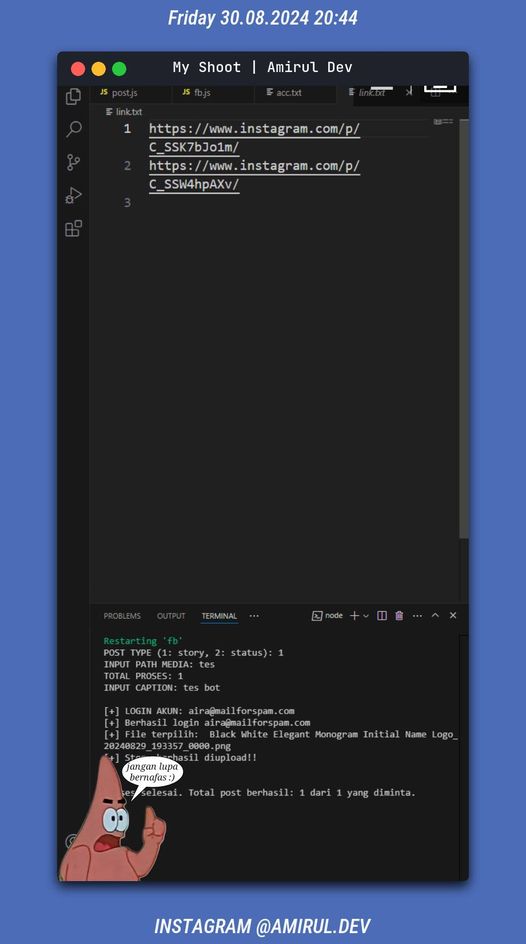 Friday 30.08.2024 20:44
My Shoot | Amirul Dev
JS post.js JS fb.js acc.txt link.txt
link.txt
1 https://www.instagram.com/p/
C_SSK7bJo1m/
2 https://www.instagram.com/p/
C_SSW4hpAXv/
3
PROBLEMS OUTPUT TERMINAL ... node
Restarting 'fb'
POST TYPE (1: story, 2: status): 1
INPUT PATH MEDIA: tes
TOTAL PROSES: 1
INPUT CAPTION: tes bot
[+] LOGIN AKUN: aira@mailforspam.com
[+] Berhasil login aira@mailforspam.com
[+] File terpilih: Black White Elegant Monogram Initial Name Logo_
20240829_193357_0000.png
berhasil diupload!!
jangan lupa
bernafas :)
selesai. Total post berhasil: 1 dari 1 yang diminta.
INSTAGRAM @AMIRUL.DEV